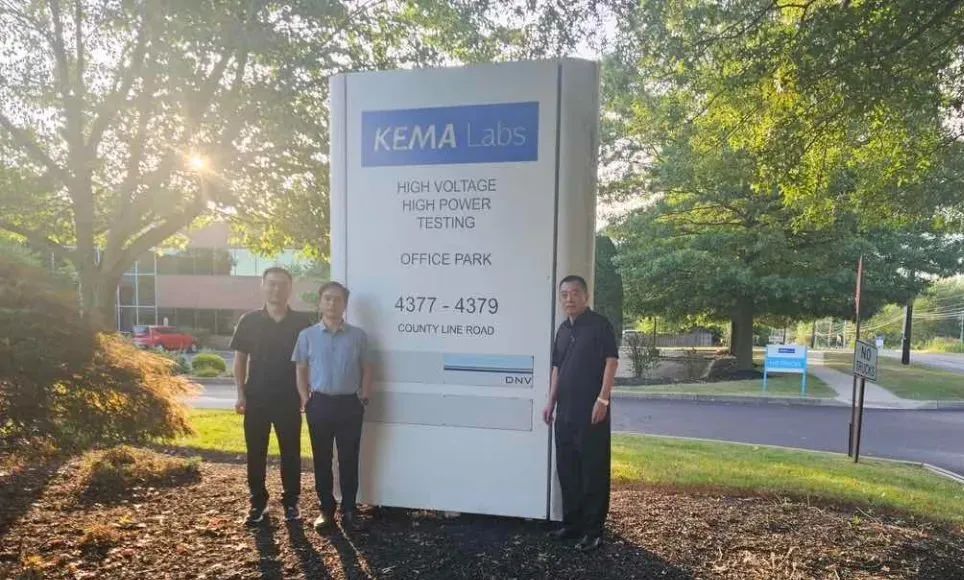 KEMA Labs
HIGH VOLTAGE
HIGH POWER
TESTING
OFFICE PARK
4377 - 4379
COUNTY LINE ROAD
DNV
NO
TRUCKS